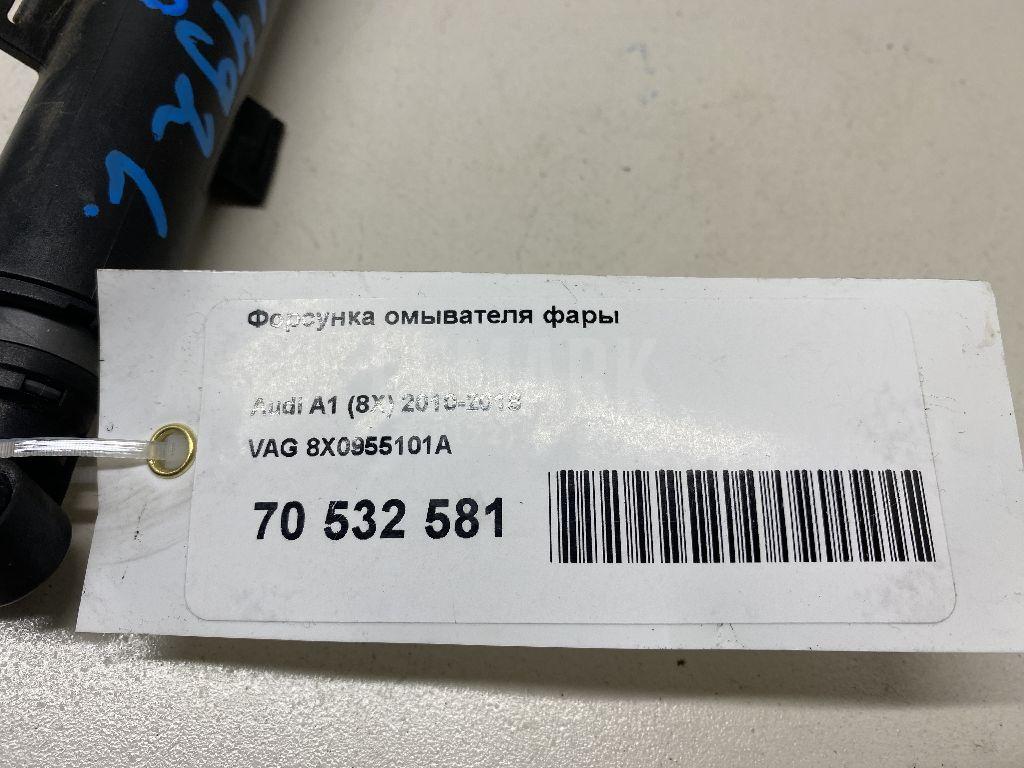 Форсунка омывателя фары
Audi A1 (8X) 2010-2018
VAG 8X0955101A
70 532 581